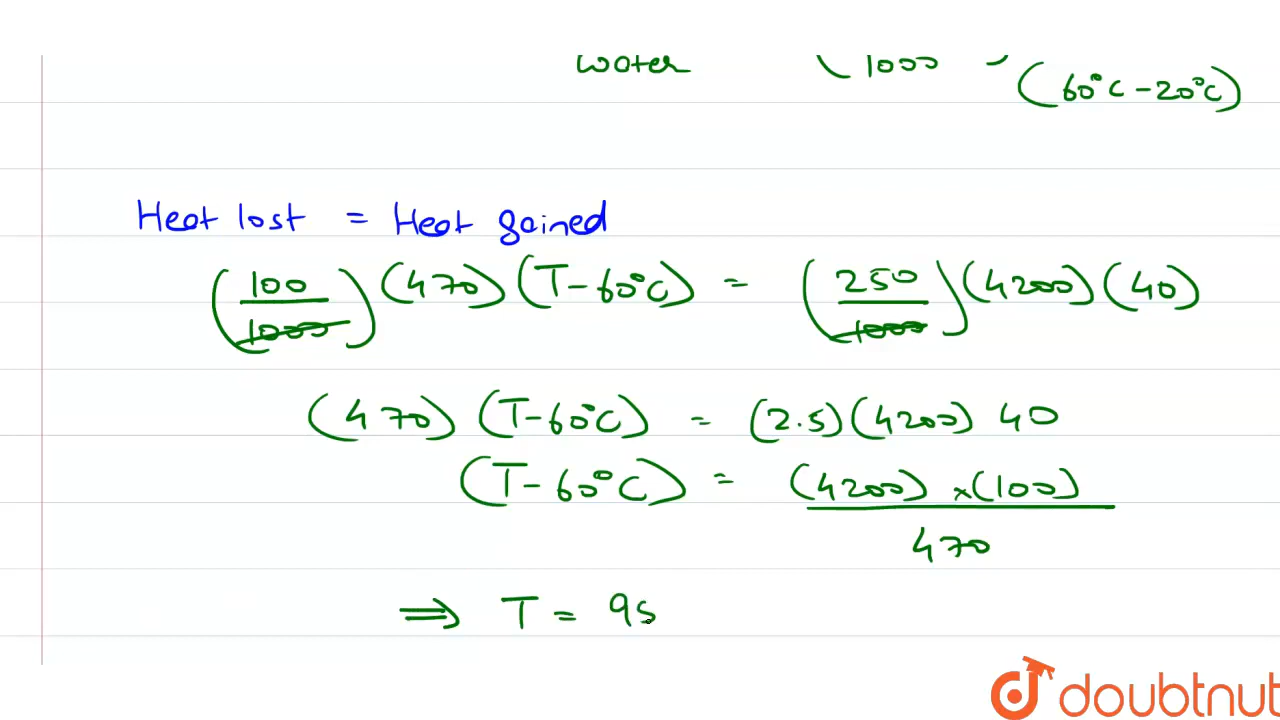 water (1000
(60°C - 20°C)
Heat lost = Heat gained
(100/1000) (470) (T - 60°C) = (250/1000) (4200) (40)
(470) (T - 60°C) = (2.5) (4200) 40
(T - 60°C) = (4200) × (100) / 470
⇒ T = 95
doubtnut